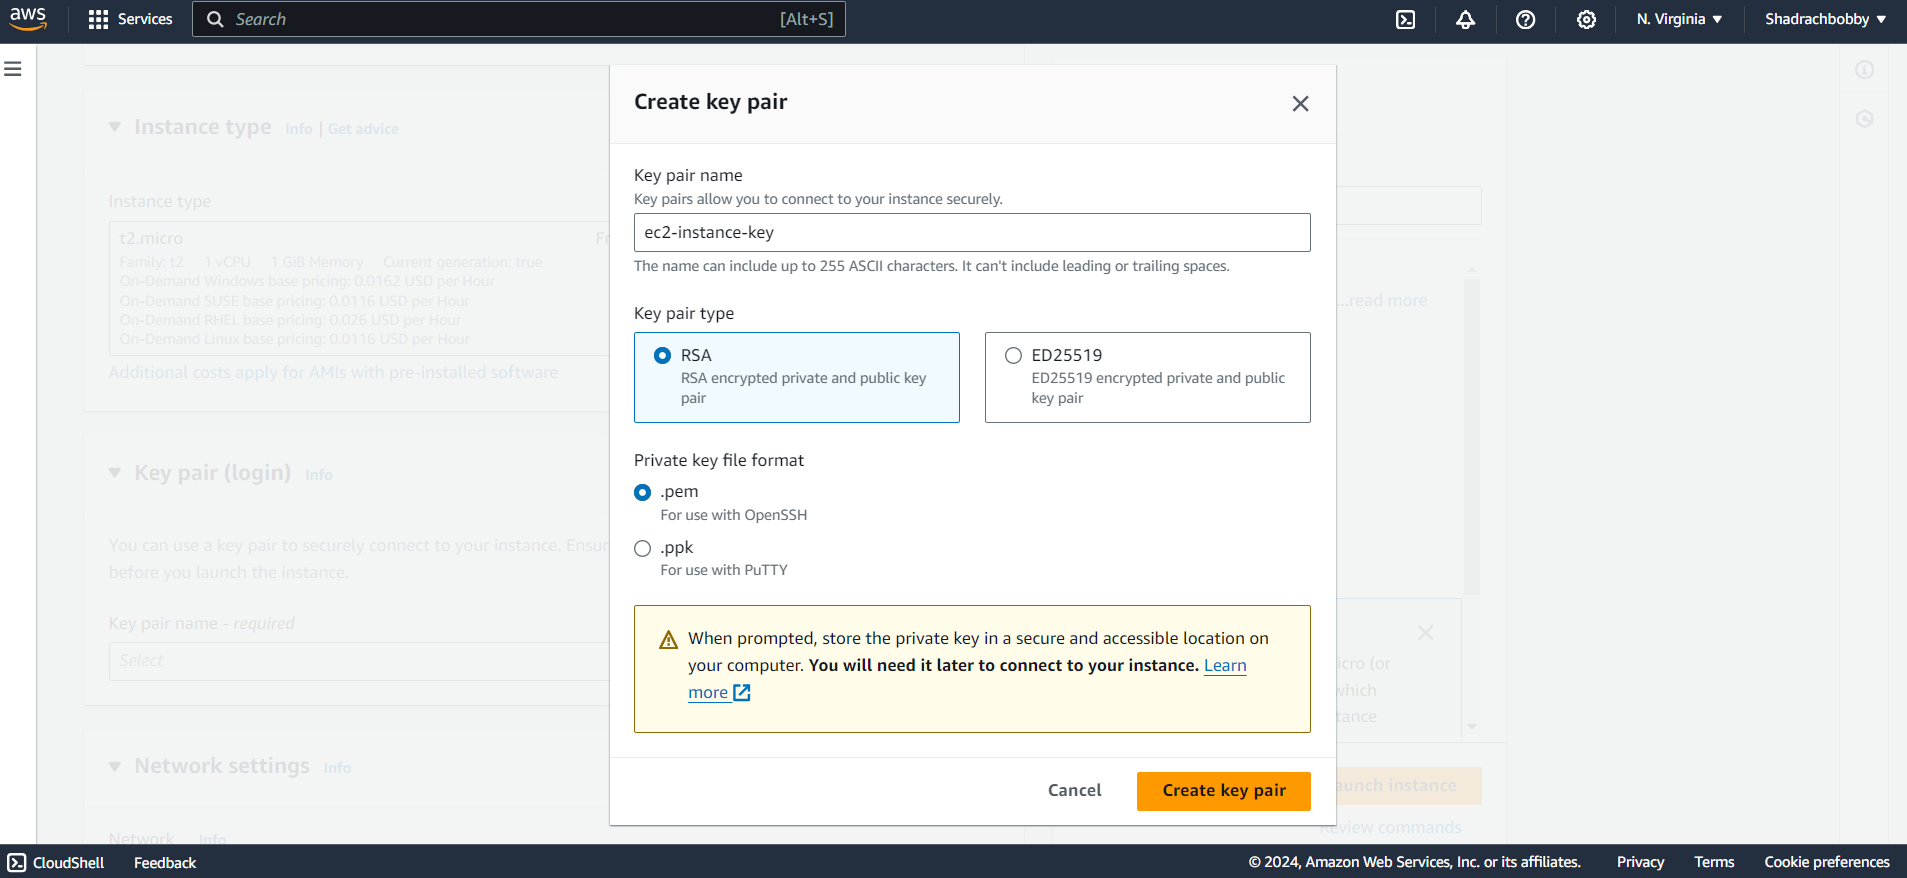 aws
Services
Search [Alt+S]
N. Virginia
Shadrachbobby
Instance type Info | Get advice
Instance type
t2.micro
Family: t2 1 vCPU 1 GiB Memory Current generation: true
On-Demand Windows base pricing: 0.0162 USD per Hour
On-Demand SUSE base pricing: 0.0116 USD per Hour
On-Demand RHEL base pricing: 0.026 USD per Hour
On-Demand Linux base pricing: 0.0116 USD per Hour
Additional costs apply for AMIs with pre-installed software
Key pair (login) Info
You can use a key pair to securely connect to your instance. Ensur
before you launch the instance.
Key pair name - required
Select
Network settings Info
Network Info
Create key pair
Key pair name
Key pairs allow you to connect to your instance securely.
ec2-instance-key
The name can include up to 255 ASCII characters. It can't include leading or trailing spaces.
Key pair type
RSA
RSA encrypted private and public key
pair
ED25519
ED25519 encrypted private and public
key pair
Private key file format
.pem
For use with OpenSSH
.ppk
For use with PuTTY
When prompted, store the private key in a secure and accessible location on
your computer. You will need it later to connect to your instance. Learn
more
Cancel
Create key pair
...read more
icro (or
which
tance
aunch instance
Review commands
CloudShell
Feedback
© 2024, Amazon Web Services, Inc. or its affiliates.
Privacy
Terms
Cookie preferences